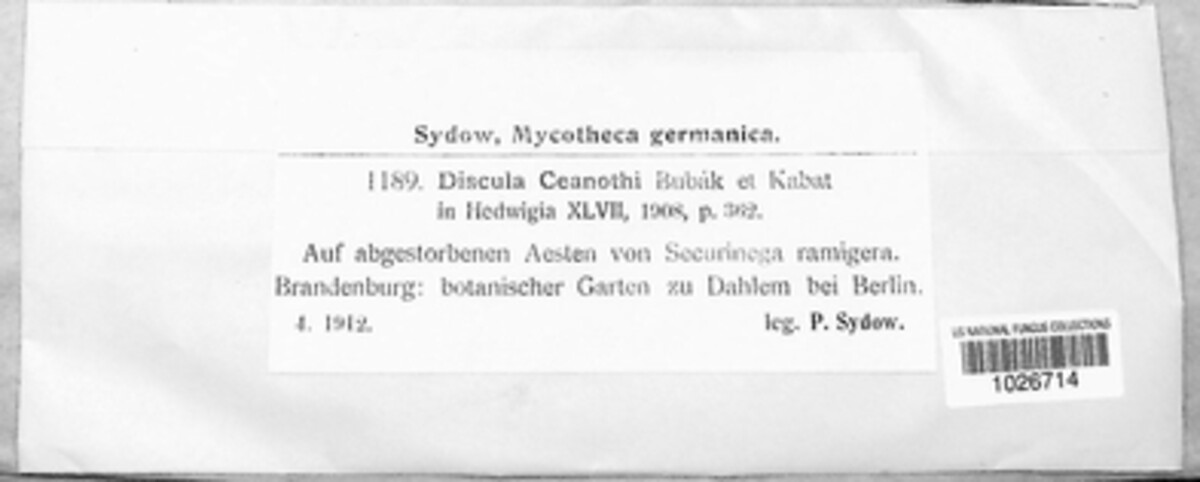 Sydow, Mycotheca germanica.
1189. Discula Ceanothi Bubák et Kabat
in Hedwigia XLVII, 1908, p. 362.
Auf abgestorbenen Aesten von Securinega ramigera.
Brandenburg: botanischer Garten zu Dahlem bei Berlin.
4. 1912. leg. P. Sydow.
US NATIONAL FUNGUS COLLECTIONS
1026714